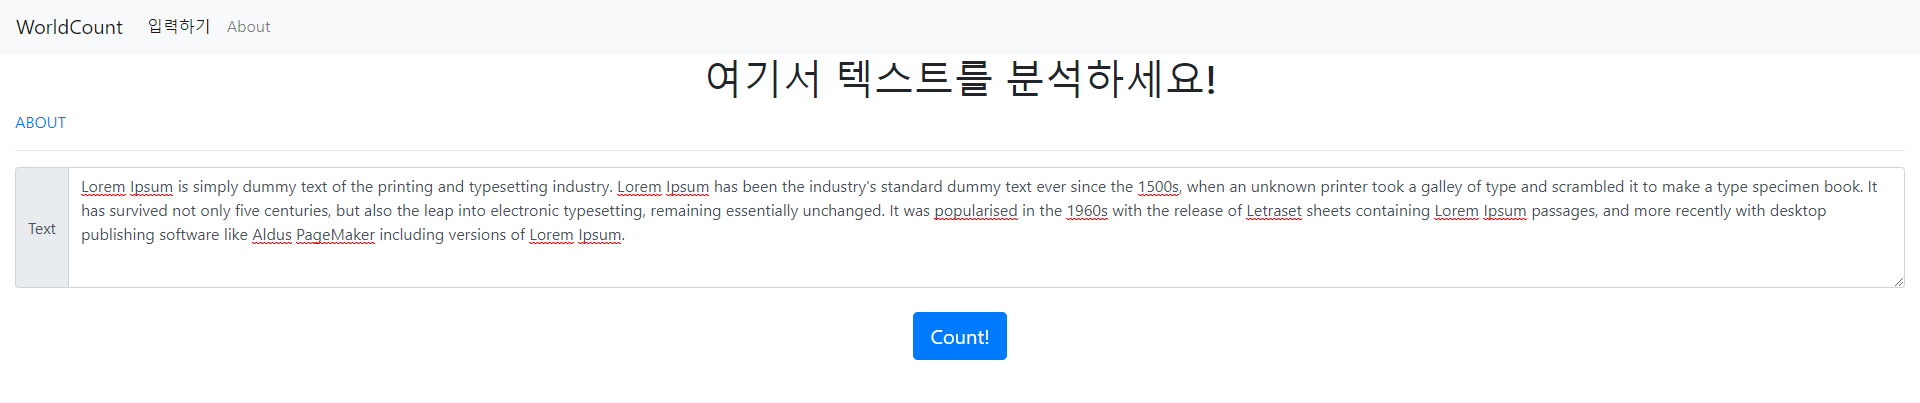 WorldCount 입력하기 About
여기서 텍스트를 분석하세요!
ABOUT
Text
Lorem Ipsum is simply dummy text of the printing and typesetting industry. Lorem Ipsum has been the industry's standard dummy text ever since the 1500s, when an unknown printer took a galley of type and scrambled it to make a type specimen book. It
has survived not only five centuries, but also the leap into electronic typesetting, remaining essentially unchanged. It was popularised in the 1960s with the release of Letraset sheets containing Lorem Ipsum passages, and more recently with desktop
publishing software like Aldus PageMaker including versions of Lorem Ipsum.
Count!